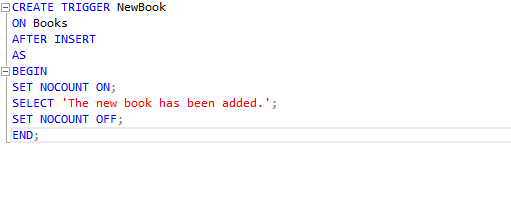 CREATE TRIGGER NewBook
ON Books
AFTER INSERT
AS
BEGIN
SET NOCOUNT ON;
SELECT 'The new book has been added.';
SET NOCOUNT OFF;
END;